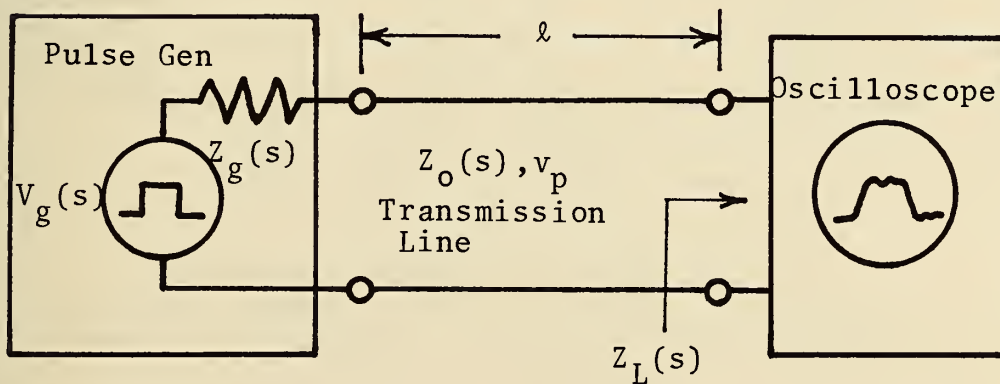 ℓ
Pulse Gen
Oscilloscope
Z_g(s)
V_g(s)
Z_o(s), v_p
Transmission
Line
Z_L(s)